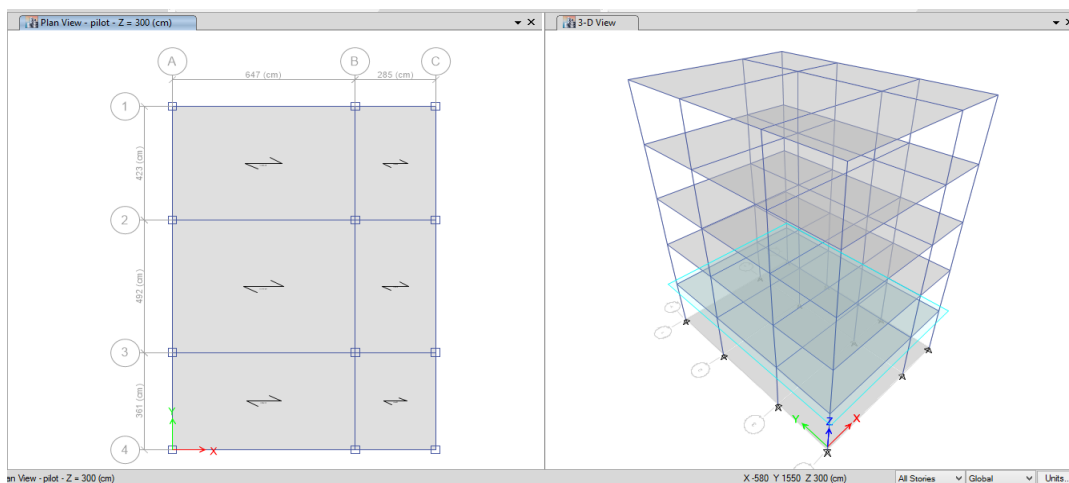 Plan View - pilot - Z = 300 (cm)
3-D View
A
B
C
647 (cm)
285 (cm)
1
423 (cm)
2
492 (cm)
3
361 (cm)
4
Y
X
Y
Z
X
an View - pilot - Z = 300 (cm)
X -580 Y 1550 Z 300 (cm)
All Stories
Global
Units...